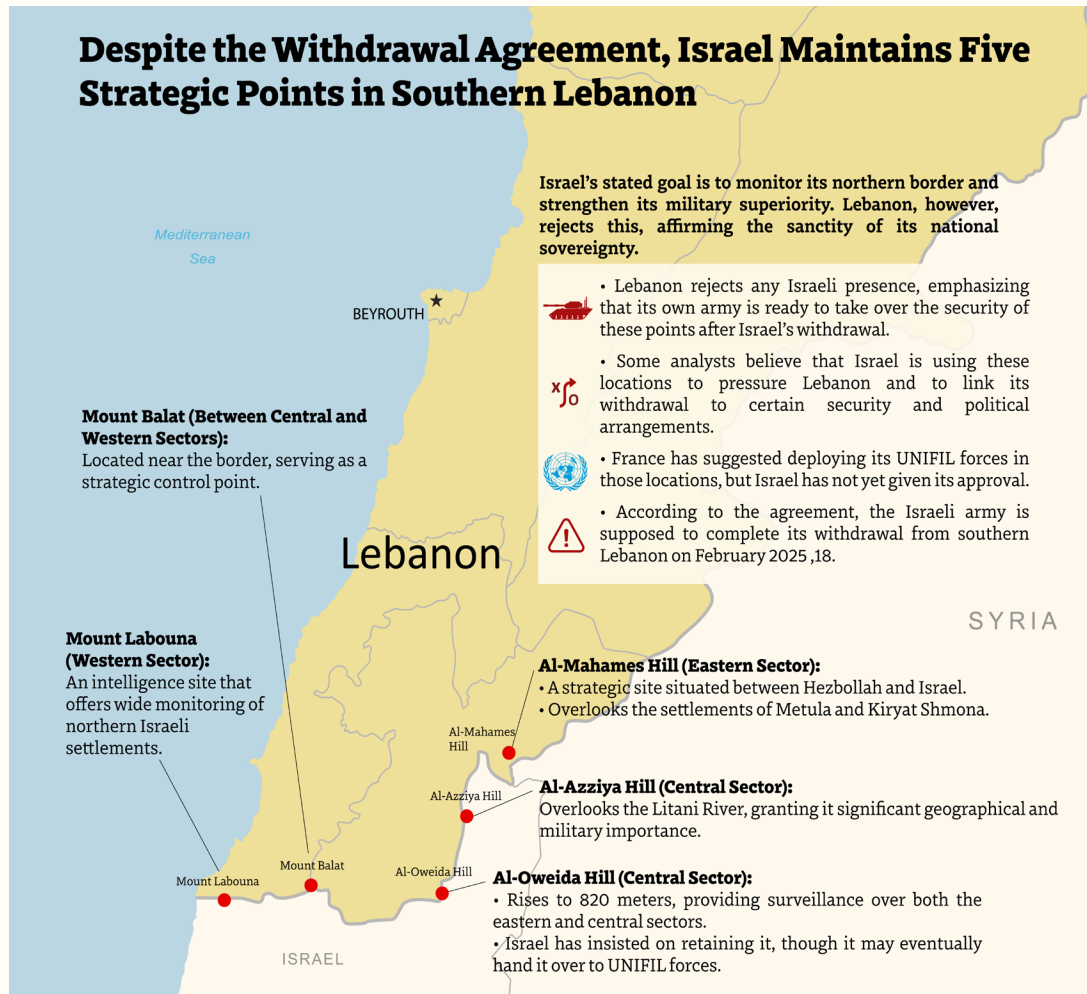 Despite the Withdrawal Agreement, Israel Maintains Five
Strategic Points in Southern Lebanon
Israel's stated goal is to monitor its northern border and
strengthen its military superiority. Lebanon, however,
rejects this, affirming the sanctity of its national
sovereignty.
• Lebanon rejects any Israeli presence, emphasizing
that its own army is ready to take over the security of
these points after Israel's withdrawal.
• Some analysts believe that Israel is using these
locations to pressure Lebanon and to link its
withdrawal to certain security and political
arrangements.
• France has suggested deploying its UNIFIL forces in
those locations, but Israel has not yet given its approval.
• According to the agreement, the Israeli army is
supposed to complete its withdrawal from southern
Lebanon on February 2025 ,18.
X
O
Mediterranean
Sea
BEYROUTH
Mount Balat (Between Central and
Western Sectors):
Located near the border, serving as a
strategic control point.
Lebanon
SYRIA
Mount Labouna
(Western Sector):
An intelligence site that
offers wide monitoring of
northern Israeli
settlements.
Al-Mahames Hill (Eastern Sector):
• A strategic site situated between Hezbollah and Israel.
• Overlooks the settlements of Metula and Kiryat Shmona.
Al-Mahames
Hill
Al-Azziya Hill (Central Sector):
Overlooks the Litani River, granting it significant geographical and
military importance.
Al-Azziya Hill
Mount Balat
Al-Oweida Hill
Mount Labouna
Al-Oweida Hill (Central Sector):
• Rises to 820 meters, providing surveillance over both the
eastern and central sectors.
• Israel has insisted on retaining it, though it may eventually
hand it over to UNIFIL forces.
ISRAEL